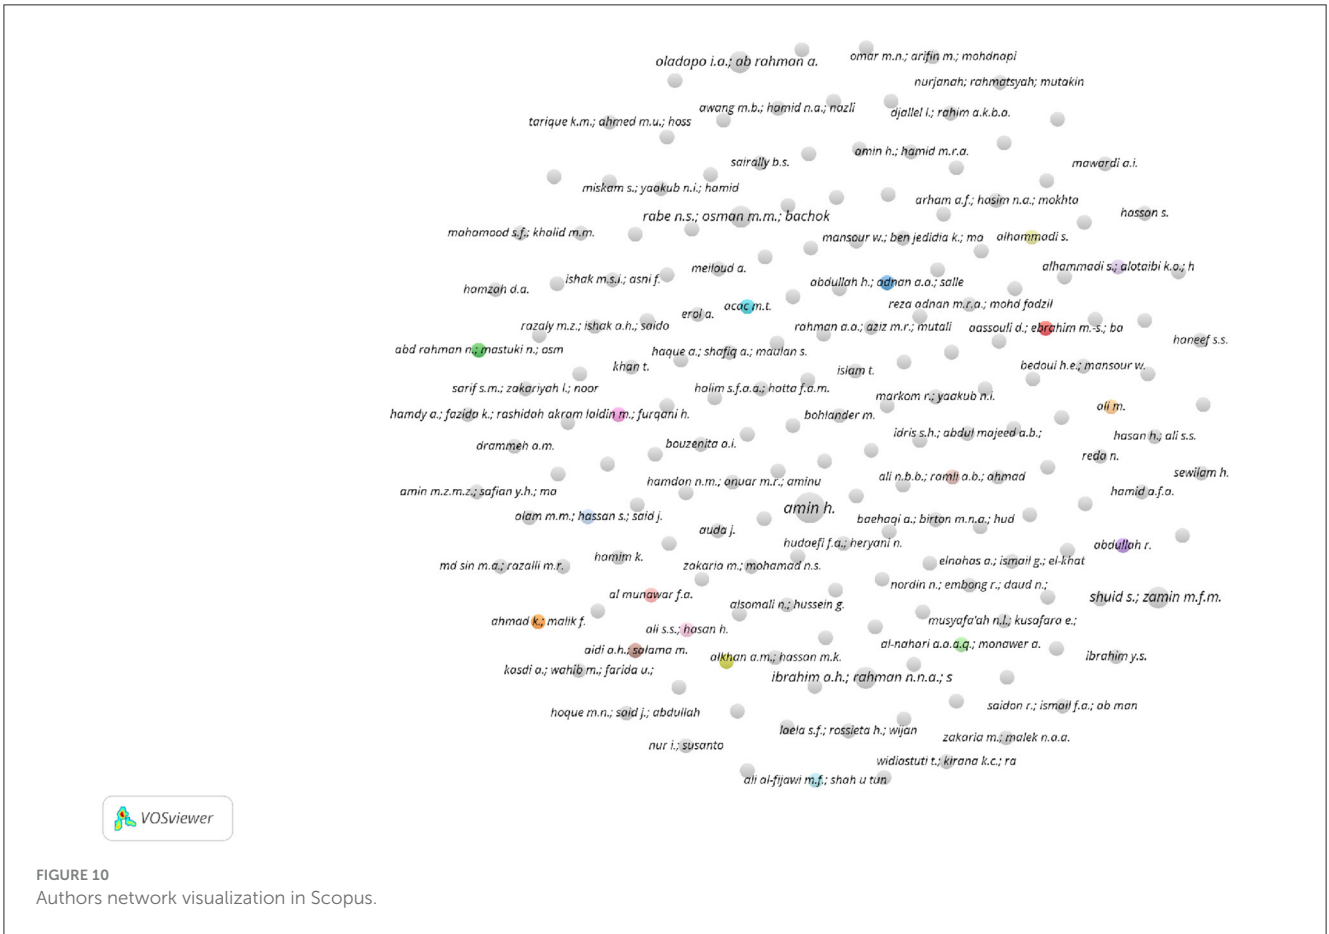 oladapo i.a.; ab rahman a.
omar m.n.; arifin m.; mohdnapi
nurjanah; rahmatsyah; mutakin
awang m.b.; hamid n.a.; nazli
djallel l.; rahim a.k.b.a.
tarique k.m.; ahmed m.u.; hoss
amin h.; hamid m.r.a.
sairally b.s.
mawardi a.i.
miskam s.; yaakub n.i.; hamid
arham a.f.; hasim n.a.; mokhta
rabe n.s.; osman m.m.; bachok
hassan s.
mahamood s.f.; khalid m.m.
mansour w.; ben jedidia k.; ma
alhammadi s.
meiloud a.
alhammadi s.; alotaibi k.o.; h
ishak m.s.i.; asni f.
abdullah h.; adnan a.a.; salle
hamzah d.a.
acac m.t.
reza adnan m.r.a.; mohd fadzil
erol a.
razaly m.z.; ishak a.h.; saido
rahman a.a.; aziz m.r.; mutali
aassouli d.; ebrahim m.-s.; ba
haneef s.s.
abd rahman n.; mastuki n.; osm
haque a.; shafiq a.; maulan s.
khan t.
islam t.
bedoui h.e.; mansour w.
sarif s.m.; zakariyah l.; noor
halim s.f.a.a.; hatta f.a.m.
markom r.; yaakub n.i.
ali m.
hamdy a.; fazida k.; rashidah akram laldin m.; furqani h.
bohlander m.
idris s.h.; abdul majeed a.b.;
hasan h.; ali s.s.
drammeh a.m.
bouzenita a.i.
reda n.
ali n.b.b.; ramli a.b.; ahmad
sewilam h.
hamdan n.m.; anuar m.r.; aminu
amin m.z.m.z.; safian y.h.; ma
hamid a.f.a.
amin h.
alam m.m.; hassan s.; said j.
baehaqi a.; birton m.n.a.; hud
auda j.
hudaefi f.a.; heryani n.
abdullah r.
hamim k.
md sin m.a.; razalli m.r.
zakaria m.; mohamad n.s.
elnahas a.; ismail g.; el-khat
nordin n.; embong r.; daud n.;
al munawar f.a.
shuid s.; zamin m.f.m.
alsomali n.; hussein g.
ahmad k.; malik f.
musyafa'ah n.l.; kusafara e.;
ali s.s.; hasan h.
al-nahari a.a.a.q.; monawer a.
aidi a.h.; salama m.
alkhan a.m.; hassan m.k.
ibrahim y.s.
kasdi a.; wahib m.; farida u.;
ibrahim a.h.; rahman n.n.a.; s
saidon r.; ismail f.a.; ab man
hoque m.n.; said j.; abdullah
laela s.f.; rossieta h.; wijan
zakaria m.; malek n.a.a.
nur i.; susanto
widiastuti t.; kirana k.c.; ra
ali al-fijawi m.f.; shah u tun
VOSviewer
FIGURE 10
Authors network visualization in Scopus.